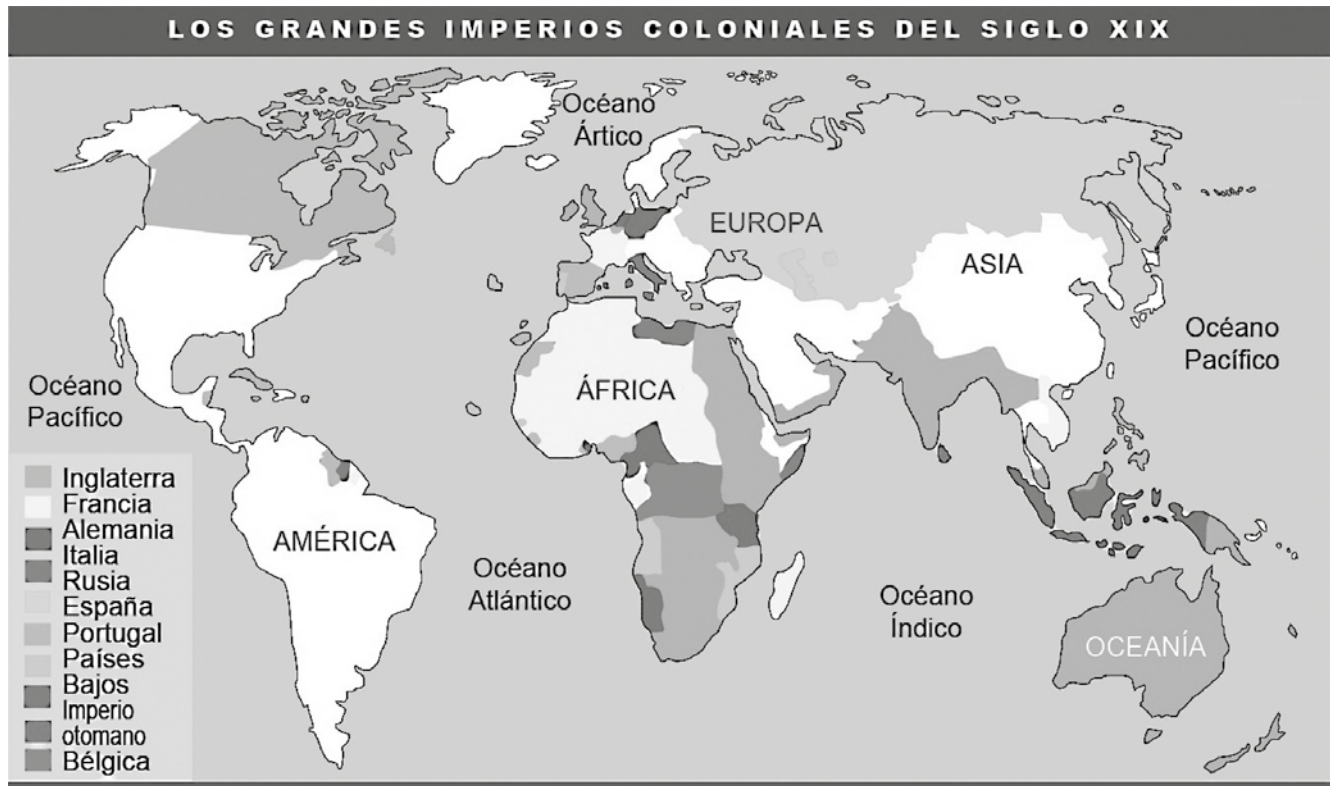 LOS GRANDES IMPERIOS COLONIALES DEL SIGLO XIX
Océano
Ártico
EUROPA
ASIA
Océano
Pacífico
ÁFRICA
Océano
Pacífico
AMÉRICA
Océano
Atlántico
Océano
Índico
OCEANÍA
Inglaterra
Francia
Alemania
Italia
Rusia
España
Portugal
Países
Bajos
Imperio
otomano
Bélgica